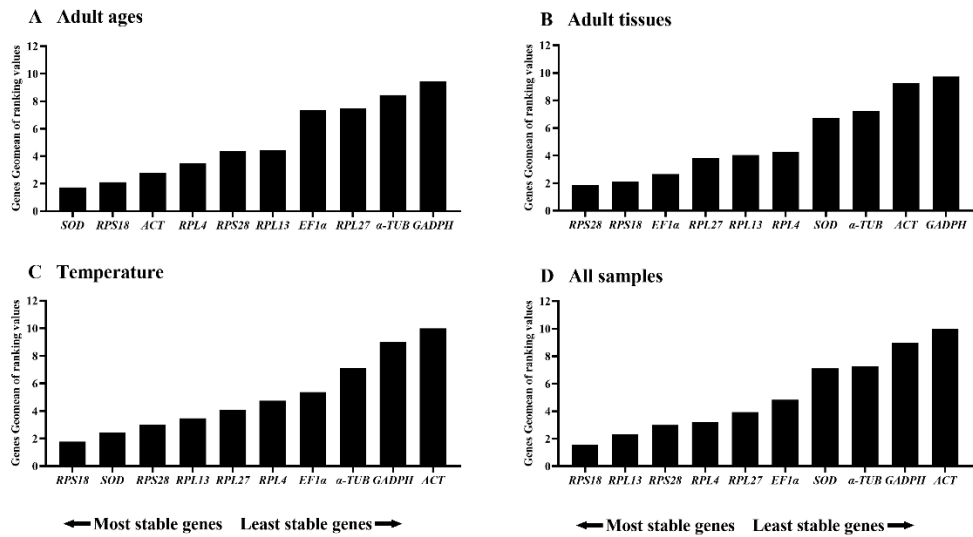 A Adult ages
Genes Geomean of ranking values
12
10
8
6
4
2
0
SOD RPS18 ACT RPL4 RPS28 RPL13 EF1α RPL27 α-TUB GADPH
B Adult tissues
Genes Geomean of ranking values
12
10
8
6
4
2
0
RPS28 RPS18 EF1α RPL27 RPL13 RPL4 SOD α-TUB ACT GADPH
C Temperature
Genes Geomean of ranking values
12
10
8
6
4
2
0
RPS18 SOD RPS28 RPL13 RPL27 RPL4 EF1α α-TUB GADPH ACT
D All samples
Genes Geomean of ranking values
12
10
8
6
4
2
0
RPS18 RPL13 RPS28 RPL4 RPL27 EF1α SOD α-TUB GADPH ACT
← Most stable genes Least stable genes →
← Most stable genes Least stable genes →